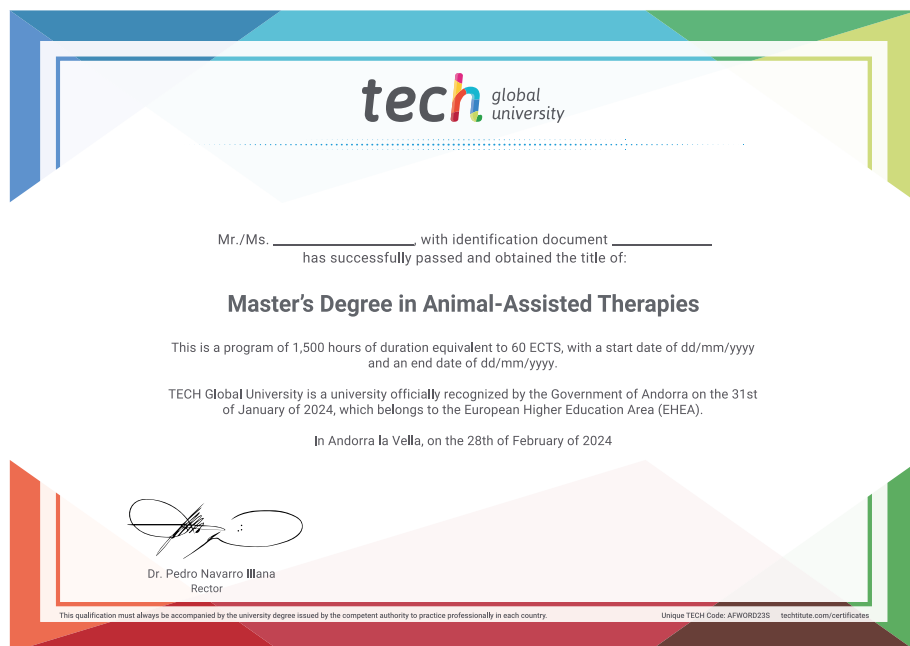 tech global
university
Mr./Ms. ________________, with identification document ___________
has successfully passed and obtained the title of:
Master’s Degree in Animal-Assisted Therapies
This is a program of 1,500 hours of duration equivalent to 60 ECTS, with a start date of dd/mm/yyyy
and an end date of dd/mm/yyyy.
TECH Global University is a university officially recognized by the Government of Andorra on the 31st
of January of 2024, which belongs to the European Higher Education Area (EHEA).
In Andorra la Vella, on the 28th of February of 2024
Dr. Pedro Navarro Illana
Rector
This qualification must always be accompanied by the university degree issued by the competent authority to practice professionally in each country.
Unique TECH Code: AFWORD23S techtitute.com/certificates